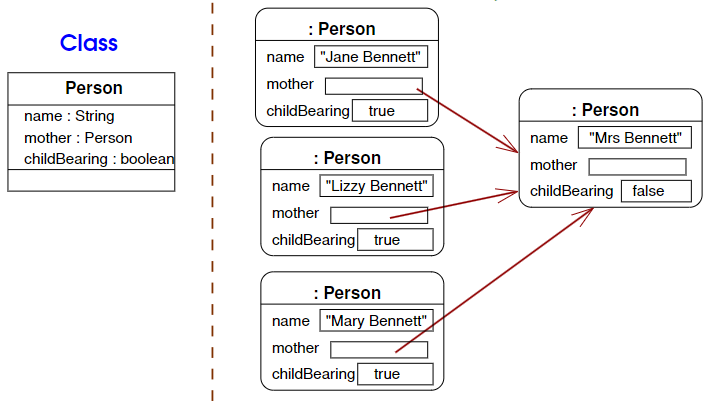 Class
Person
name : String
mother : Person
childBearing : boolean
: Person
name "Jane Bennett"
mother
childBearing true
: Person
name "Lizzy Bennett"
mother
childBearing true
: Person
name "Mary Bennett"
mother
childBearing true
: Person
name "Mrs Bennett"
mother
childBearing false